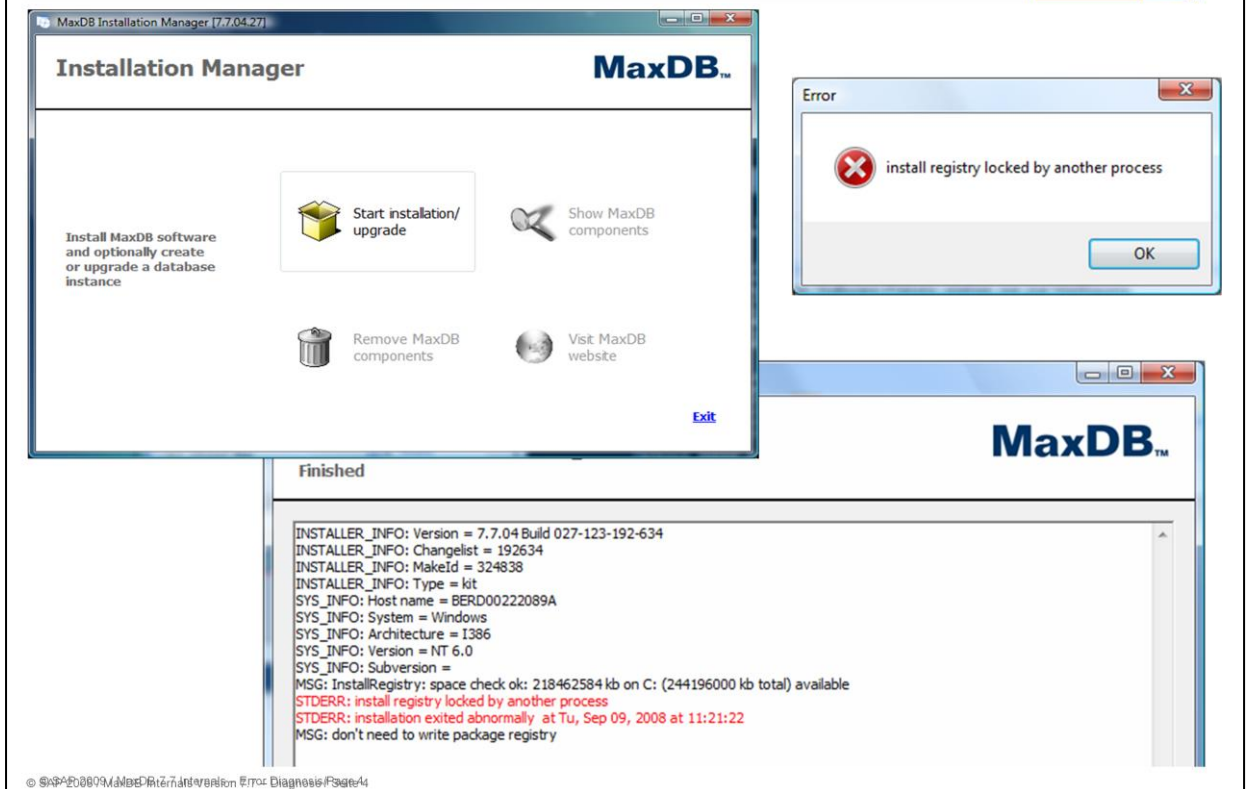 MaxDB Installation Manager [7.7.04.27]
Installation Manager
MaxDB™
Install MaxDB software
and optionally create
or upgrade a database
instance
Start installation/
upgrade
Show MaxDB
components
Remove MaxDB
components
Visit MaxDB
website
Exit
Error
install registry locked by another process
OK
MaxDB™
Finished
INSTALLER_INFO: Version = 7.7.04 Build 027-123-192-634
INSTALLER_INFO: Changelist = 192634
INSTALLER_INFO: MakeId = 324838
INSTALLER_INFO: Type = kit
SYS_INFO: Host name = BERD00222089A
SYS_INFO: System = Windows
SYS_INFO: Architecture = I386
SYS_INFO: Version = NT 6.0
SYS_INFO: Subversion =
MSG: InstallRegistry: space check ok: 218462584 kb on C: (244196000 kb total) available
STDERR: install registry locked by another process
STDERR: installation exited abnormally at Tu, Sep 09, 2008 at 11:21:22
MSG: don't need to write package registry